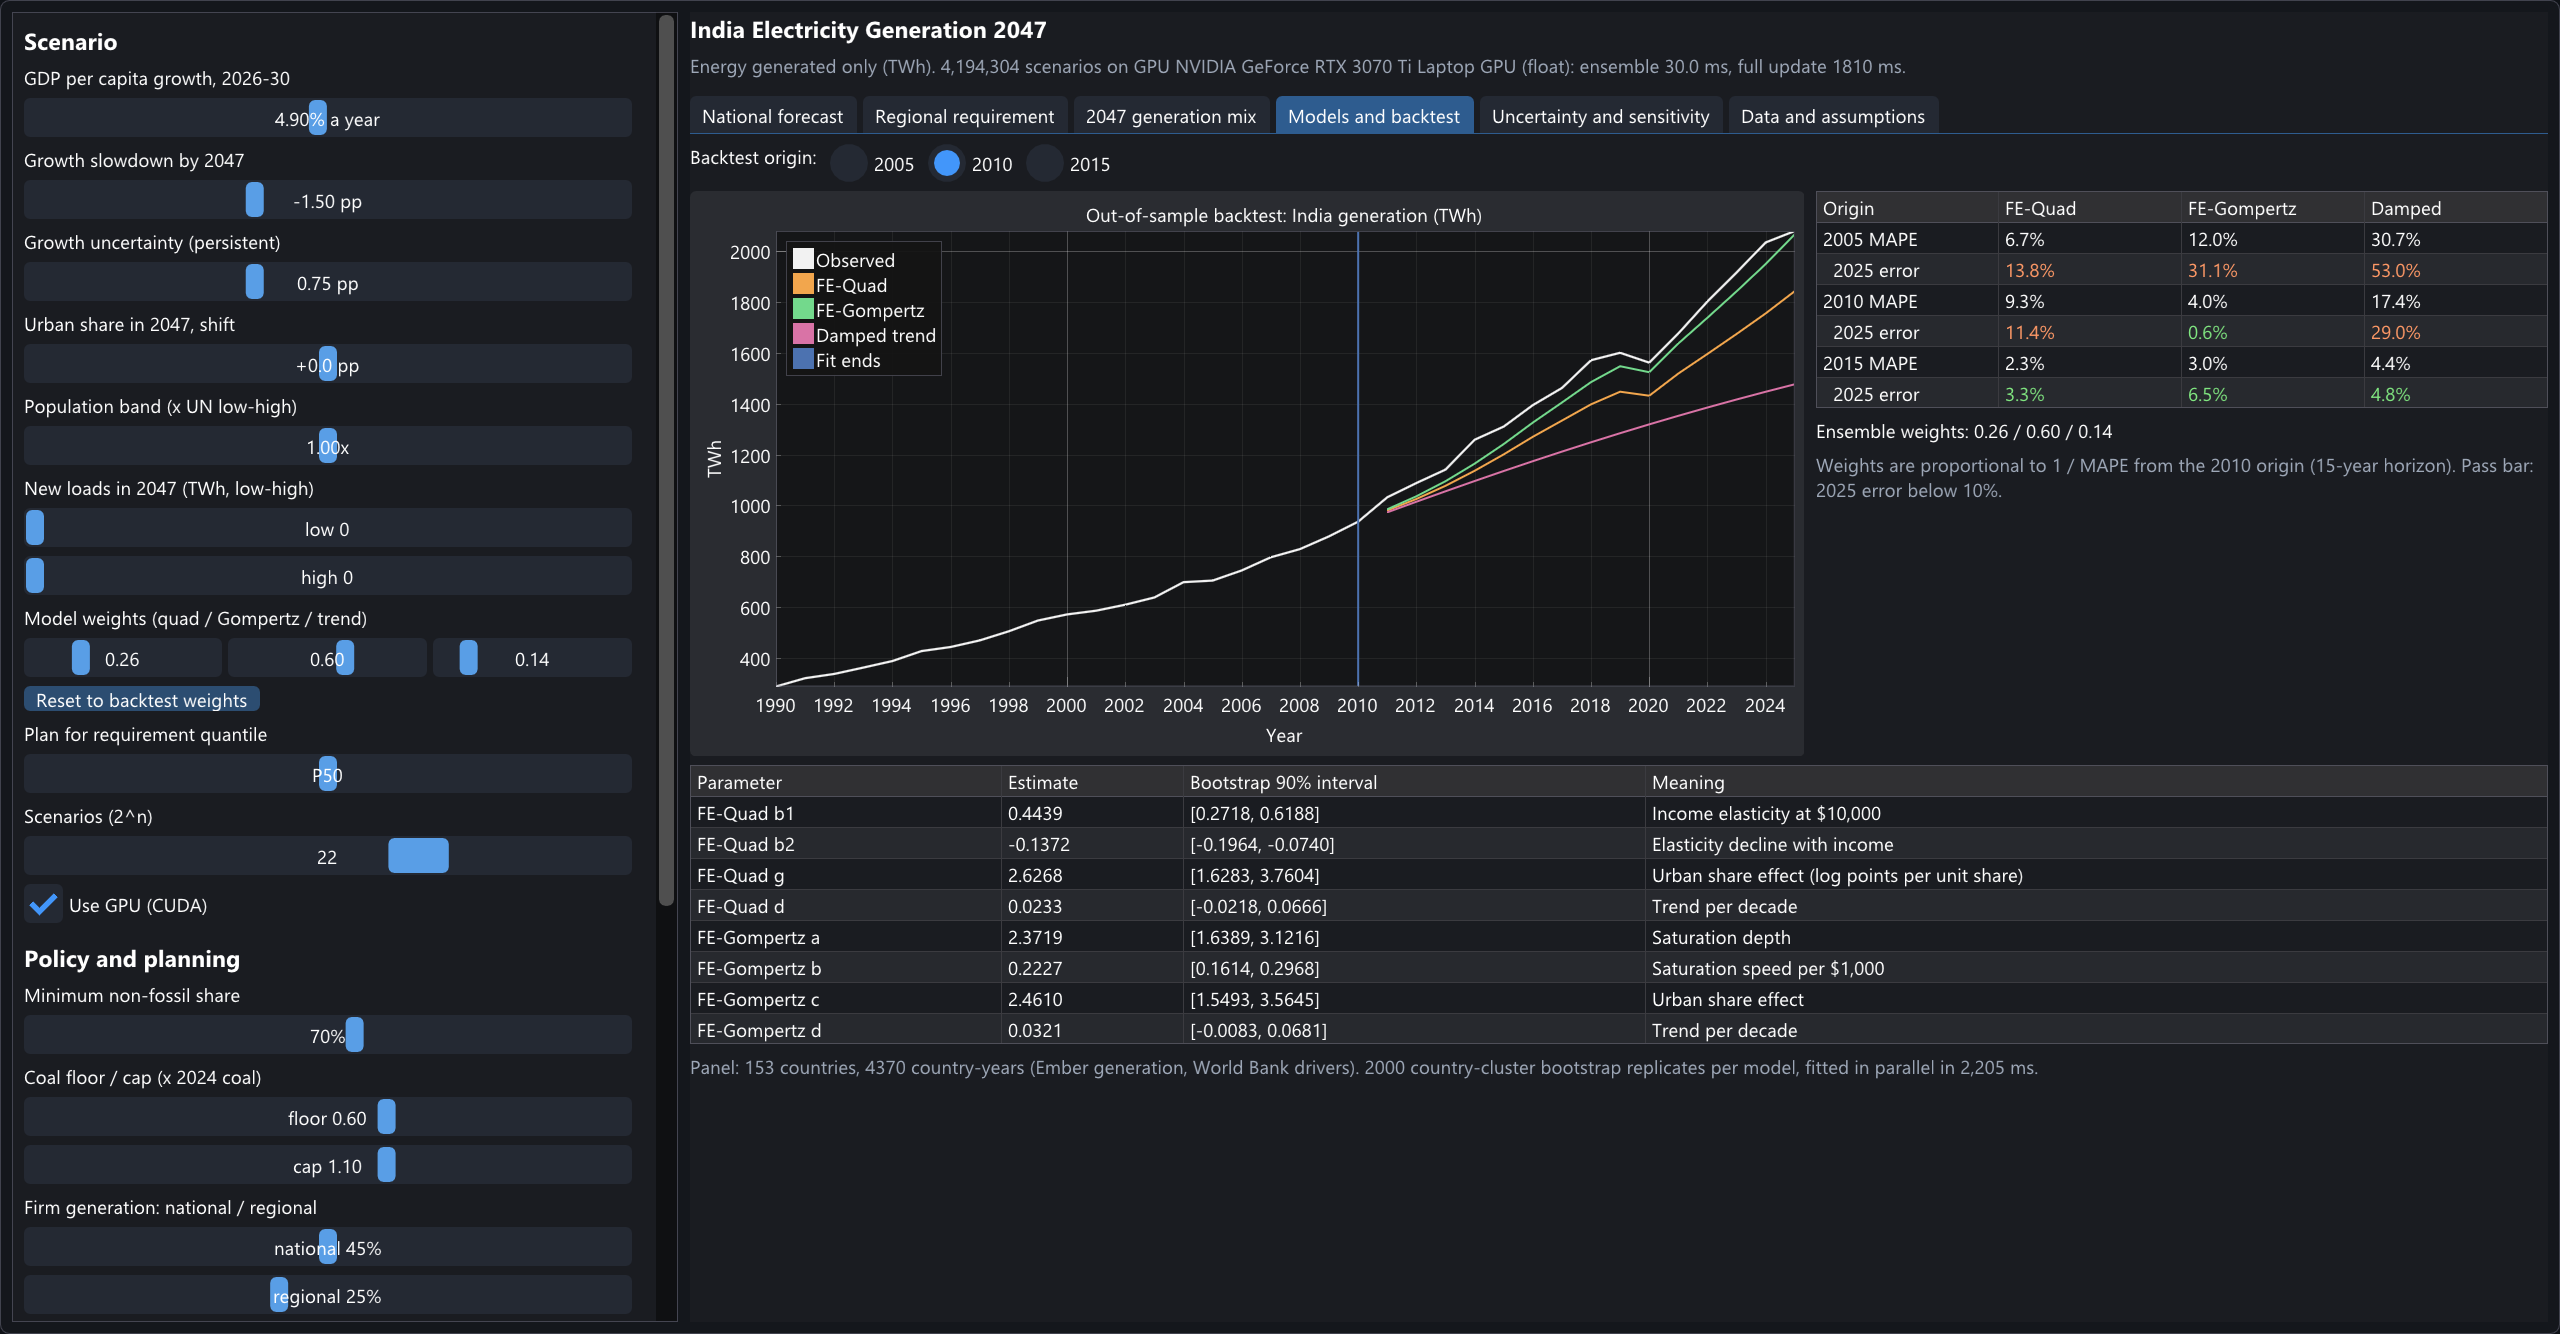 Scenario
GDP per capita growth, 2026-30
4.90% a year
Growth slowdown by 2047
-1.50 pp
Growth uncertainty (persistent)
0.75 pp
Urban share in 2047, shift
+0.0 pp
Population band (x UN low-high)
1.00x
New loads in 2047 (TWh, low-high)
low 0
high 0
Model weights (quad / Gompertz / trend)
0.26 0.60 0.14
Reset to backtest weights
Plan for requirement quantile
P50
Scenarios (2^n)
22
Use GPU (CUDA)
Policy and planning
Minimum non-fossil share
70%
Coal floor / cap (x 2024 coal)
floor 0.60
cap 1.10
Firm generation: national / regional
national 45%
regional 25%
India Electricity Generation 2047
Energy generated only (TWh). 4,194,304 scenarios on GPU NVIDIA GeForce RTX 3070 Ti Laptop GPU (float): ensemble 30.0 ms, full update 1810 ms.
National forecast Regional requirement 2047 generation mix Models and backtest Uncertainty and sensitivity Data and assumptions
Backtest origin: 2005 2010 2015
Out-of-sample backtest: India generation (TWh)
Observed
FE-Quad
FE-Gompertz
Damped trend
Fit ends
TWh
2000
1800
1600
1400
1200
1000
800
600
400
1990 1992 1994 1996 1998 2000 2002 2004 2006 2008 2010 2012 2014 2016 2018 2020 2022 2024
Year
Origin FE-Quad FE-Gompertz Damped
2005 MAPE 6.7% 12.0% 30.7%
2025 error 13.8% 31.1% 53.0%
2010 MAPE 9.3% 4.0% 17.4%
2025 error 11.4% 0.6% 29.0%
2015 MAPE 2.3% 3.0% 4.4%
2025 error 3.3% 6.5% 4.8%
Ensemble weights: 0.26 / 0.60 / 0.14
Weights are proportional to 1 / MAPE from the 2010 origin (15-year horizon). Pass bar:
2025 error below 10%.
Parameter Estimate Bootstrap 90% interval Meaning
FE-Quad b1 0.4439 [0.2718, 0.6188] Income elasticity at $10,000
FE-Quad b2 -0.1372 [-0.1964, -0.0740] Elasticity decline with income
FE-Quad g 2.6268 [1.6283, 3.7604] Urban share effect (log points per unit share)
FE-Quad d 0.0233 [-0.0218, 0.0666] Trend per decade
FE-Gompertz a 2.3719 [1.6389, 3.1216] Saturation depth
FE-Gompertz b 0.2227 [0.1614, 0.2968] Saturation speed per $1,000
FE-Gompertz c 2.4610 [1.5493, 3.5645] Urban share effect
FE-Gompertz d 0.0321 [-0.0083, 0.0681] Trend per decade
Panel: 153 countries, 4370 country-years (Ember generation, World Bank drivers). 2000 country-cluster bootstrap replicates per model, fitted in parallel in 2,205 ms.